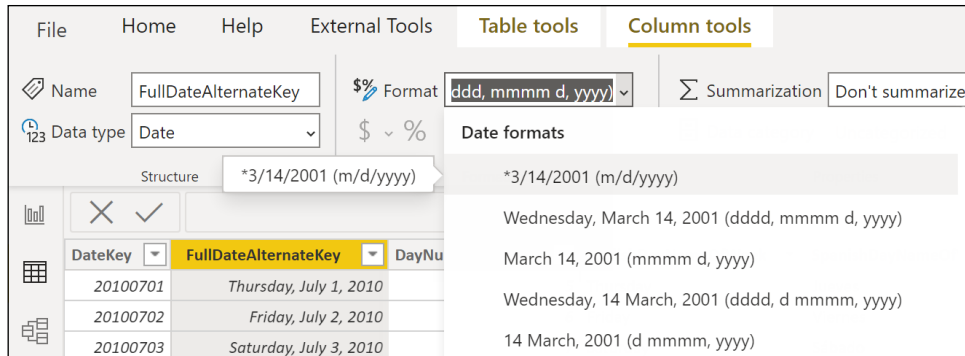 File Home Help External Tools Table tools Column tools
Name FullDateAlternateKey $% Format ddd, mmmm d, yyyy) Summarization Don't summarize
123 Data type Date $ % Date formats
Structure *3/14/2001 (m/d/yyyy) *3/14/2001 (m/d/yyyy)
Wednesday, March 14, 2001 (dddd, mmmm d, yyyy)
DateKey FullDateAlternateKey DayNu March 14, 2001 (mmmm d, yyyy)
20100701 Thursday, July 1, 2010 Wednesday, 14 March, 2001 (dddd, d mmmm, yyyy)
20100702 Friday, July 2, 2010
20100703 Saturday, July 3, 2010 14 March, 2001 (d mmmm, yyyy)